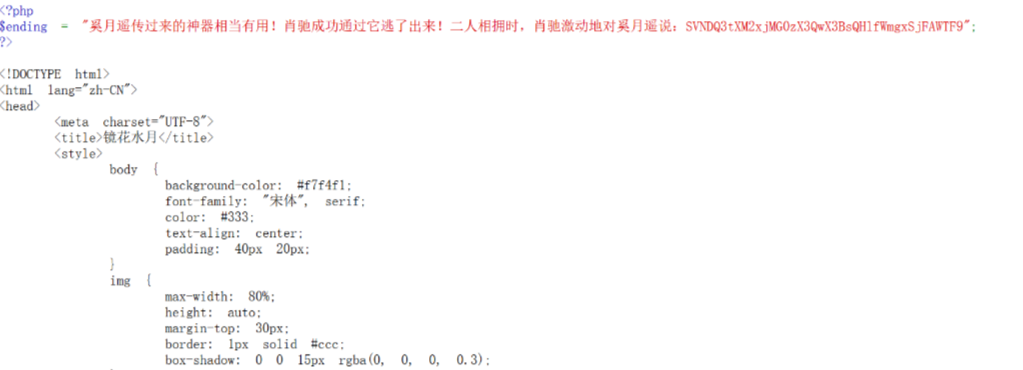 <?php
$ending = "奚月遥传过来的神器相当有用！肖驰成功通过它逃了出来！二人相拥时，肖驰激动地对奚月遥说：SVNDQ3tXM2xjMG0zX3QwX3BsQHlfWmgxSjFAWTF9";
?>
<!DOCTYPE html>
<html lang="zh-CN">
<head>
<meta charset="UTF-8">
<title>镜花水月</title>
<style>
body {
background-color: #f7f4f1;
font-family: "宋体", serif;
color: #333;
text-align: center;
padding: 40px 20px;
}
img {
max-width: 80%;
height: auto;
margin-top: 30px;
border: 1px solid #ccc;
box-shadow: 0 0 15px rgba(0, 0, 0, 0.3);